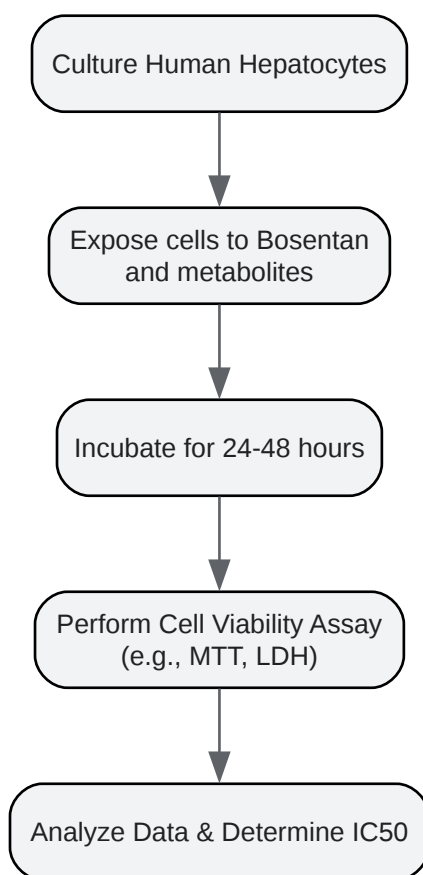 Culture Human Hepatocytes
Expose cells to Bosentan
and metabolites
Incubate for 24-48 hours
Perform Cell Viability Assay
(e.g., MTT, LDH)
Analyze Data & Determine IC50